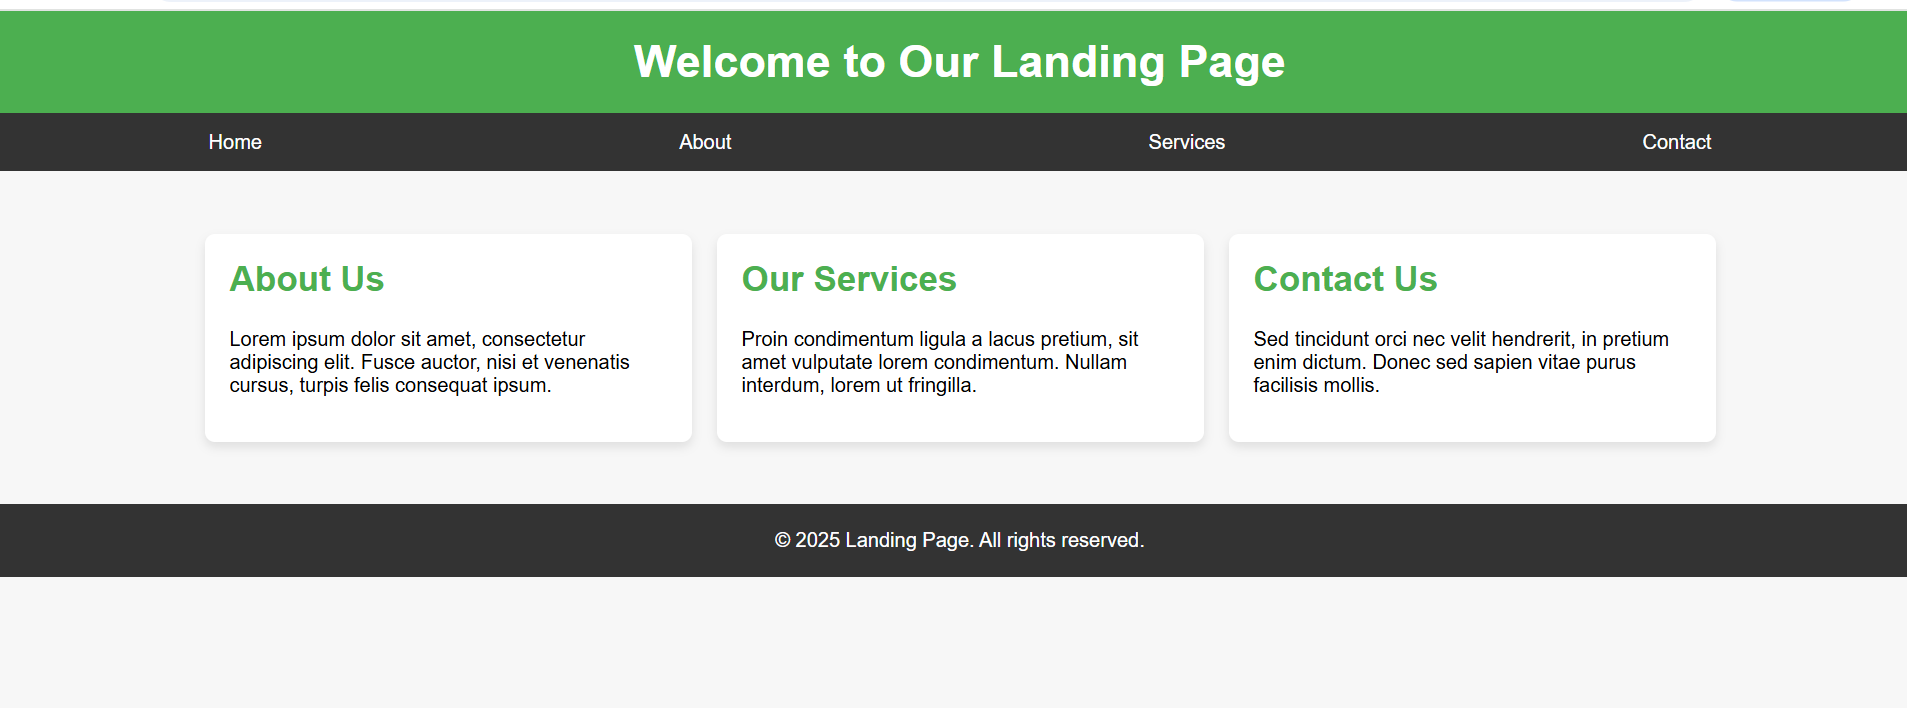 Welcome to Our Landing Page
Home
About
Services
Contact
About Us
Lorem ipsum dolor sit amet, consectetur
adipiscing elit. Fusce auctor, nisi et venenatis
cursus, turpis felis consequat ipsum.
Our Services
Proin condimentum ligula a lacus pretium, sit
amet vulputate lorem condimentum. Nullam
interdum, lorem ut fringilla.
Contact Us
Sed tincidunt orci nec velit hendrerit, in pretium
enim dictum. Donec sed sapien vitae purus
facilisis mollis.
© 2025 Landing Page. All rights reserved.